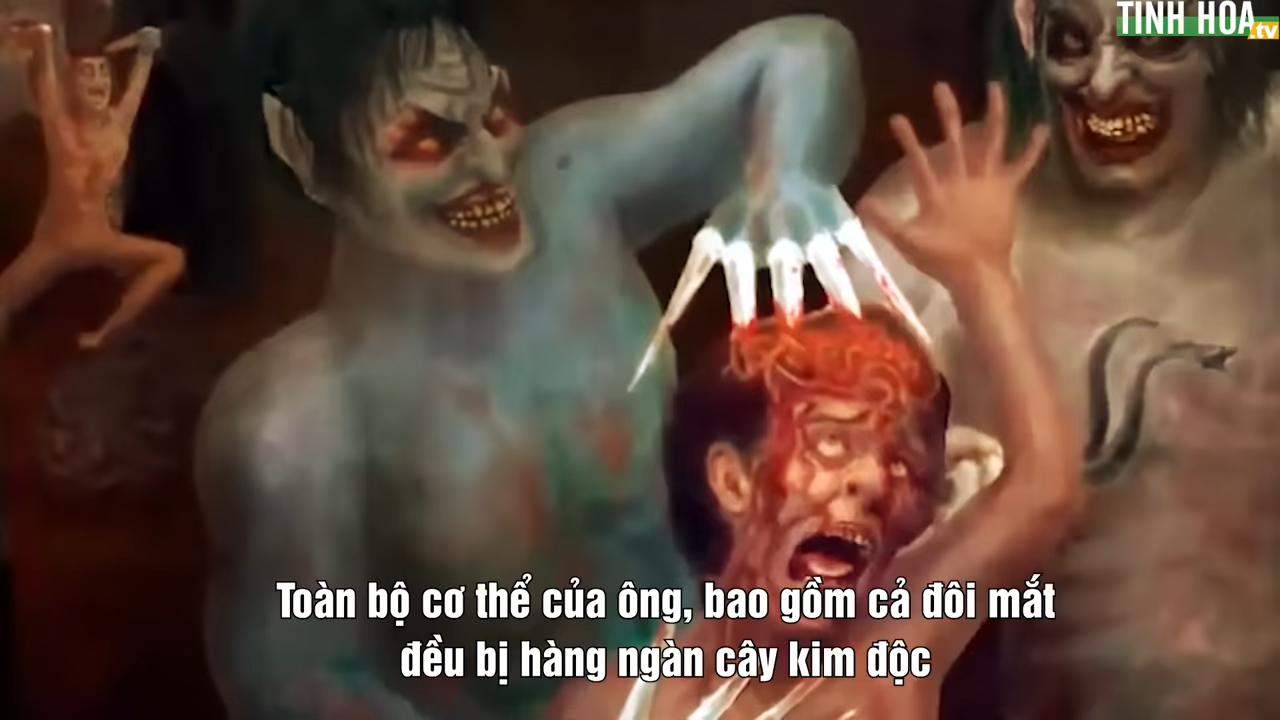 TINH HOA
.tv
Toàn bộ cơ thể của ông, bao gồm cả đôi mắt
đều bị hàng ngàn cây kim độc